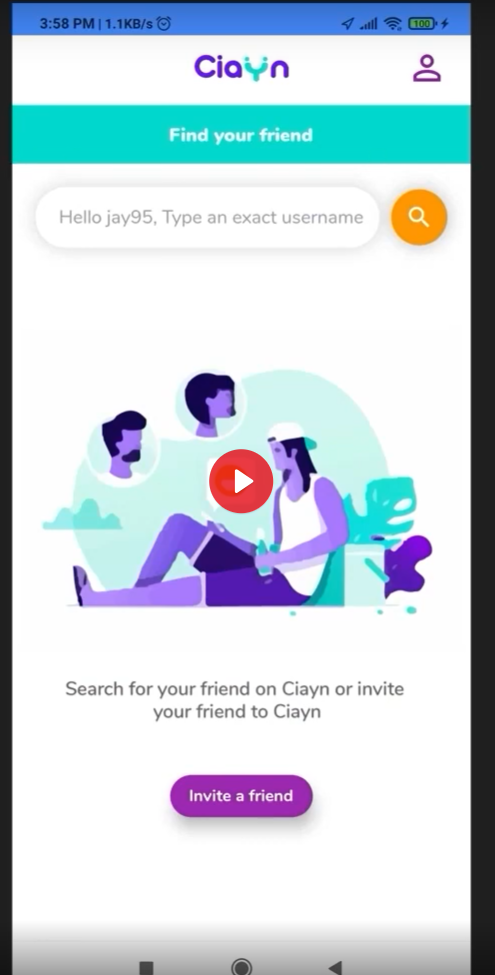 3:58 PM | 1.1KB/s
100
Ciayn
Find your friend
Hello jay95, Type an exact username
Search for your friend on Ciayn or invite
your friend to Ciayn
Invite a friend